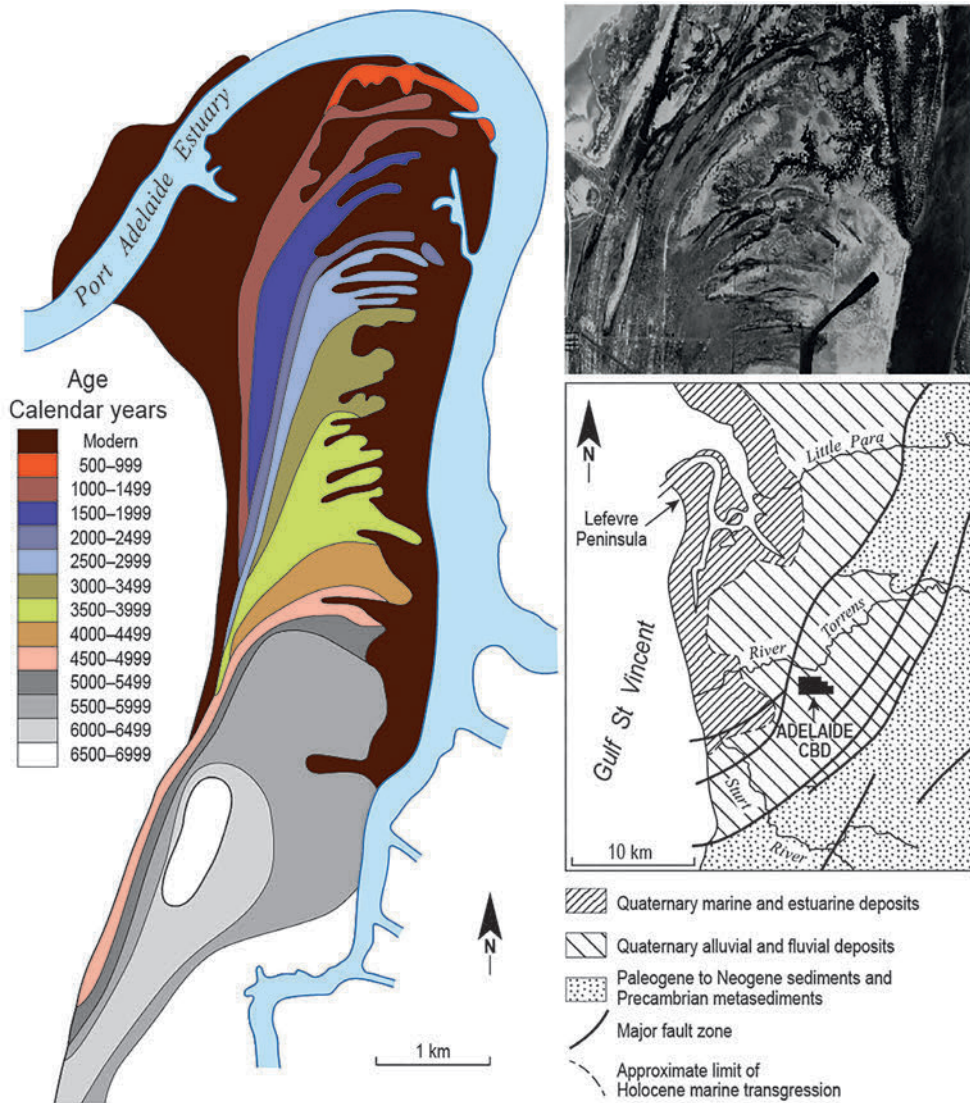 Port Adelaide Estuary
Age
Calendar years
Modern
500–999
1000–1499
1500–1999
2000–2499
2500–2999
3000–3499
3500–3999
4000–4499
4500–4999
5000–5499
5500–5999
6000–6499
6500–6999
N
1 km
N
Little Para
Lefevre
Peninsula
River Torrens
Gulf St Vincent
ADELAIDE
CBD
Sturt
River
10 km
Quaternary marine and estuarine deposits
Quaternary alluvial and fluvial deposits
Paleogene to Neogene sediments and
Precambrian metasediments
Major fault zone
Approximate limit of
Holocene marine transgression